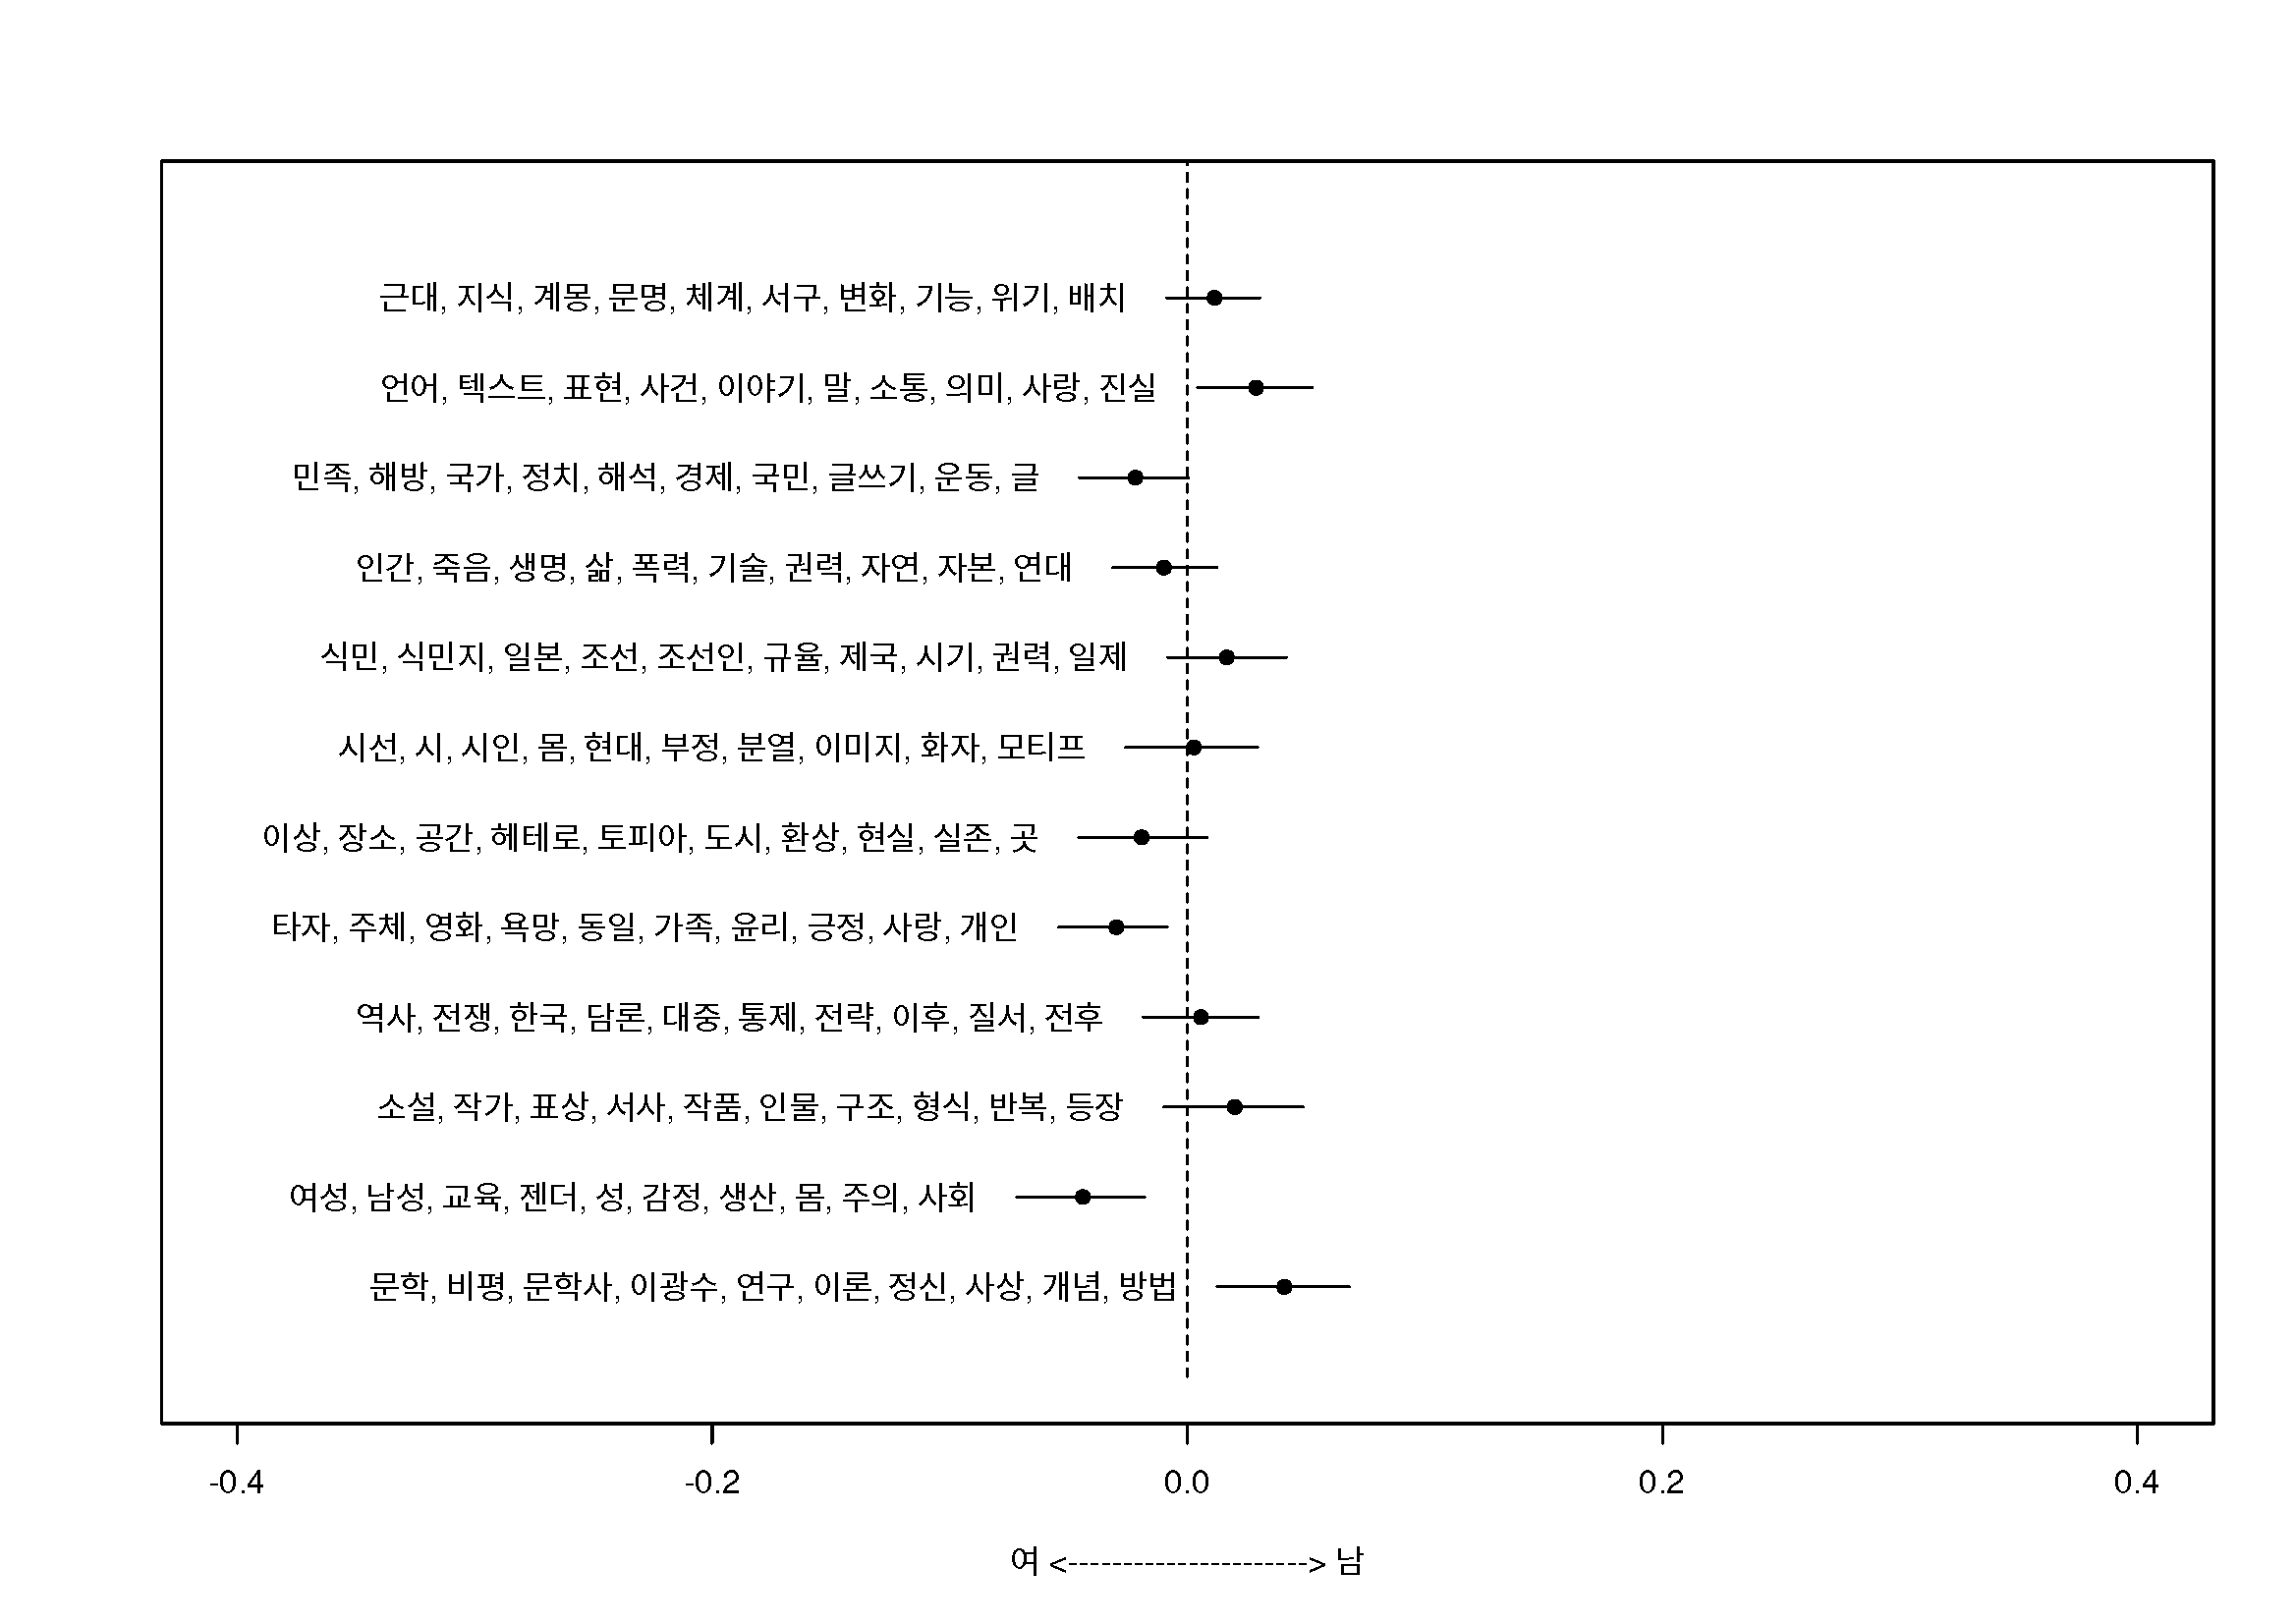 근대, 지식, 계몽, 문명, 체계, 서구, 변화, 기능, 위기, 배치
언어, 텍스트, 표현, 사건, 이야기, 말, 소통, 의미, 사랑, 진실
민족, 해방, 국가, 정치, 해석, 경제, 국민, 글쓰기, 운동, 글
인간, 죽음, 생명, 삶, 폭력, 기술, 권력, 자연, 자본, 연대
식민, 식민지, 일본, 조선, 조선인, 규율, 제국, 시기, 권력, 일제
시선, 시, 시인, 몸, 현대, 부정, 분열, 이미지, 화자, 모티프
이상, 장소, 공간, 헤테로, 토피아, 도시, 환상, 현실, 실존, 곳
타자, 주체, 영화, 욕망, 동일, 가족, 윤리, 긍정, 사랑, 개인
역사, 전쟁, 한국, 담론, 대중, 통제, 전략, 이후, 질서, 전후
소설, 작가, 표상, 서사, 작품, 인물, 구조, 형식, 반복, 등장
여성, 남성, 교육, 젠더, 성, 감정, 생산, 몸, 주의, 사회
문학, 비평, 문학사, 이광수, 연구, 이론, 정신, 사상, 개념, 방법
-0.4 -0.2 0.0 0.2 0.4
여 <----------------------> 남